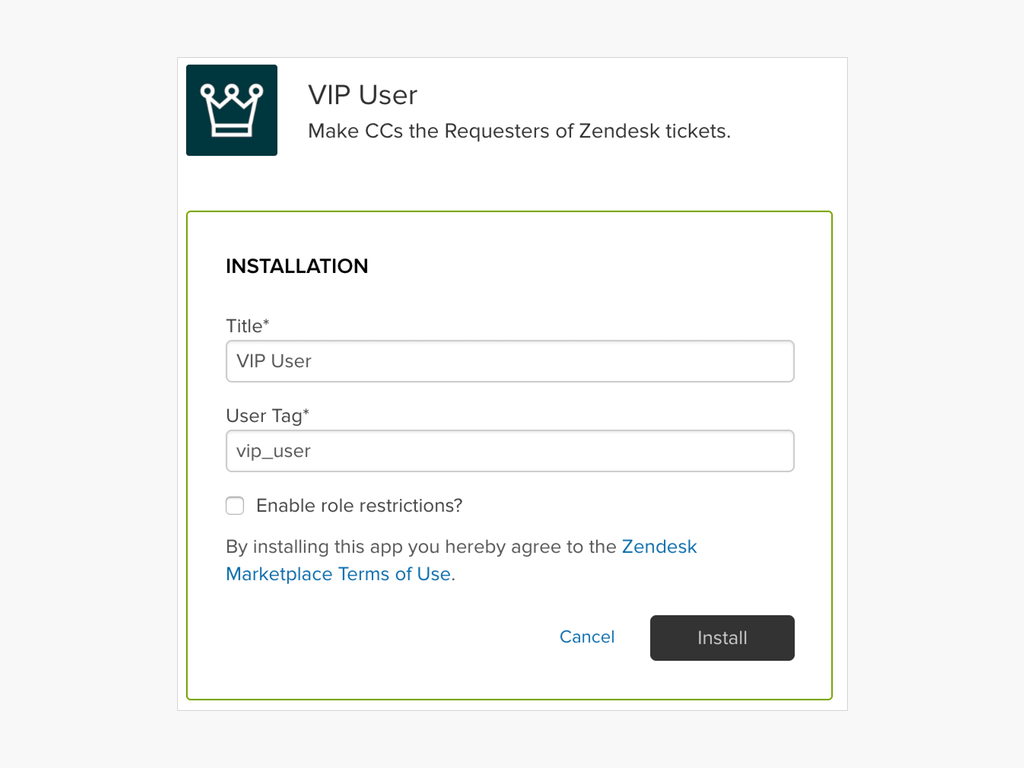 VIP User
Make CCs the Requesters of Zendesk tickets.
INSTALLATION
Title*
VIP User
User Tag*
vip_user
Enable role restrictions?
By installing this app you hereby agree to the Zendesk
Marketplace Terms of Use.
Cancel
Install